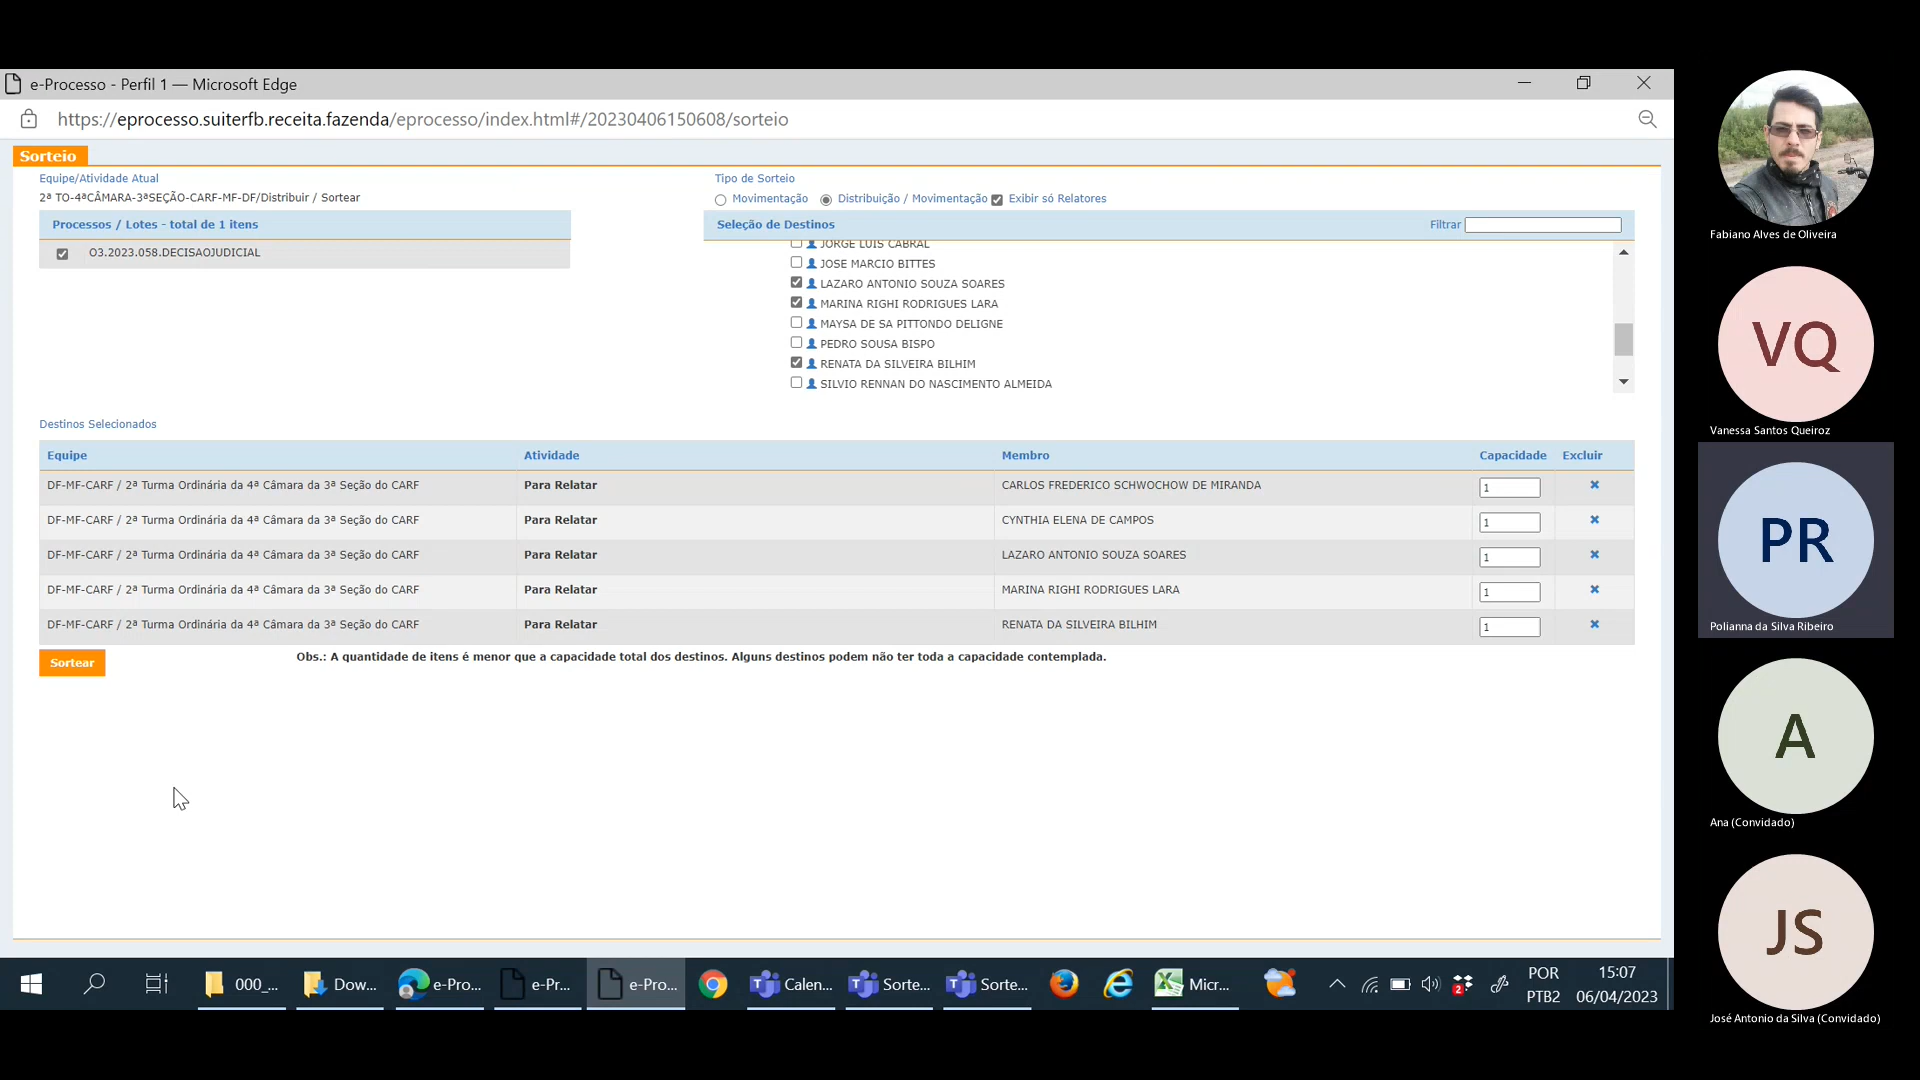 e-Processo - Perfil 1 — Microsoft Edge
https://eprocesso.suiterfb.receita.fazenda/eprocesso/index.html#/20230406150608/sorteio
Sorteio
Equipe/Atividade Atual
2ª TO-4ªCÂMARA-3ªSEÇÃO-CARF-MF-DF/Distribuir / Sortear
Processos / Lotes - total de 1 itens
O3.2023.058.DECISAOJUDICIAL
Tipo de Sorteio
Movimentação Distribuição / Movimentação Exibir só Relatores
Seleção de Destinos Filtrar
JORGE LUIS CABRAL
JOSE MARCIO BITTES
LAZARO ANTONIO SOUZA SOARES
MARINA RIGHI RODRIGUES LARA
MAYSA DE SA PITTONDO DELIGNE
PEDRO SOUSA BISPO
RENATA DA SILVEIRA BILHIM
SILVIO RENNAN DO NASCIMENTO ALMEIDA
Destinos Selecionados
Equipe Atividade Membro Capacidade Excluir
DF-MF-CARF / 2ª Turma Ordinária da 4ª Câmara da 3ª Seção do CARF Para Relatar CARLOS FREDERICO SCHWOCHOW DE MIRANDA 1
DF-MF-CARF / 2ª Turma Ordinária da 4ª Câmara da 3ª Seção do CARF Para Relatar CYNTHIA ELENA DE CAMPOS 1
DF-MF-CARF / 2ª Turma Ordinária da 4ª Câmara da 3ª Seção do CARF Para Relatar LAZARO ANTONIO SOUZA SOARES 1
DF-MF-CARF / 2ª Turma Ordinária da 4ª Câmara da 3ª Seção do CARF Para Relatar MARINA RIGHI RODRIGUES LARA 1
DF-MF-CARF / 2ª Turma Ordinária da 4ª Câmara da 3ª Seção do CARF Para Relatar RENATA DA SILVEIRA BILHIM 1
Sortear Obs.: A quantidade de itens é menor que a capacidade total dos destinos. Alguns destinos podem não ter toda a capacidade contemplada.
000_... Dow... e-Pro... e-Pr... e-Pro... Calen... Sorte... Sorte... Micr... 2
POR
PTB2
15:07
06/04/2023
Fabiano Alves de Oliveira
VQ
Vanessa Santos Queiroz
PR
Polianna da Silva Ribeiro
A
Ana (Convidado)
JS
José Antonio da Silva (Convidado)